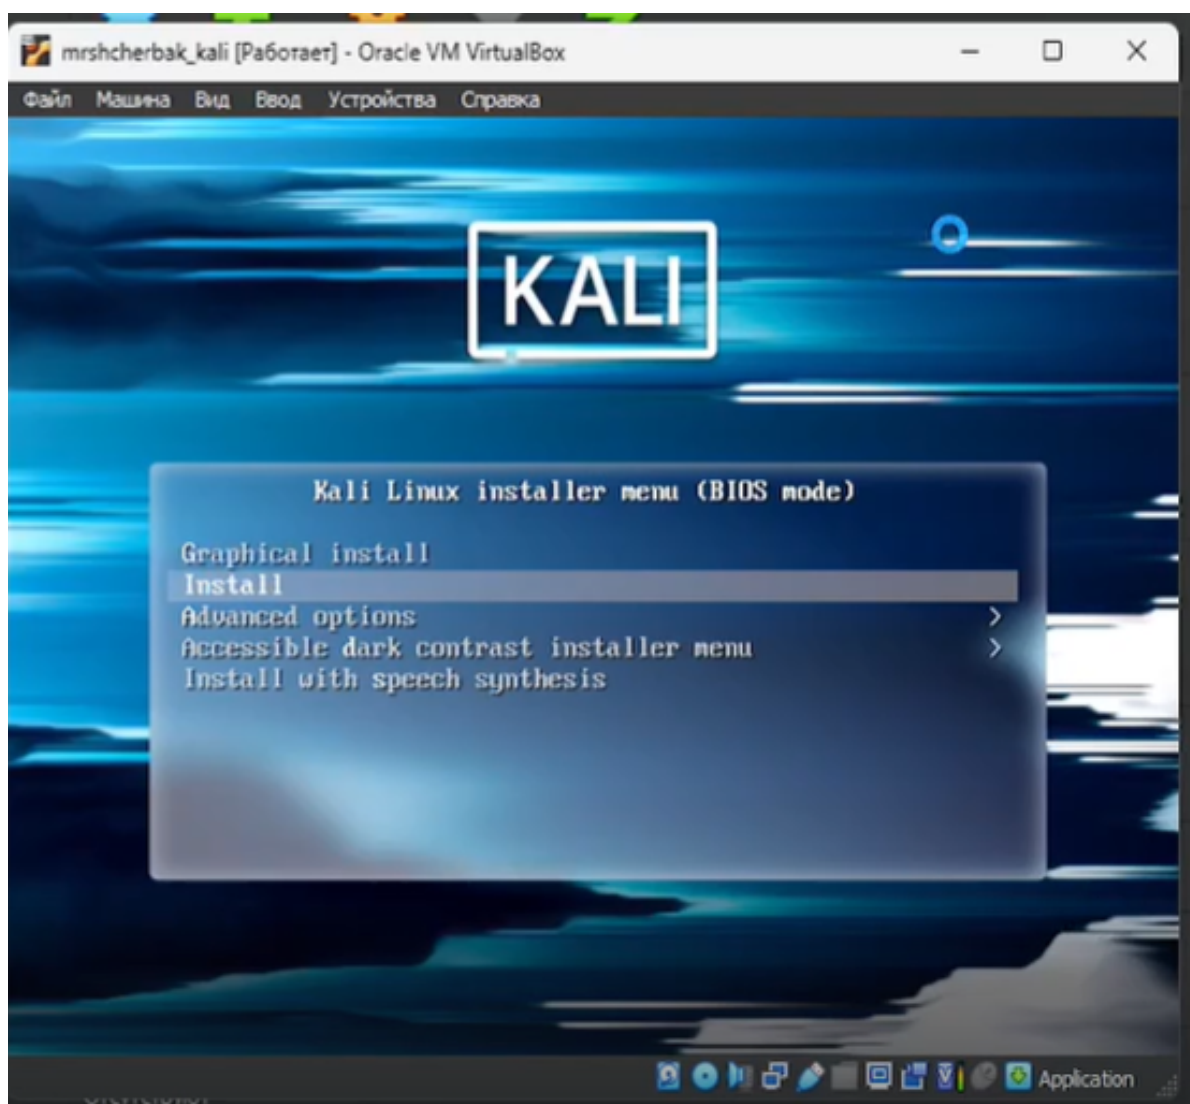 mrshcherbak_kali [Работает] - Oracle VM VirtualBox
Файл Машина Вид Ввод Устройства Справка
KALI
Kali Linux installer menu (BIOS mode)
Graphical install
Install
Advanced options >
Accessible dark contrast installer menu >
Install with speech synthesis
Application